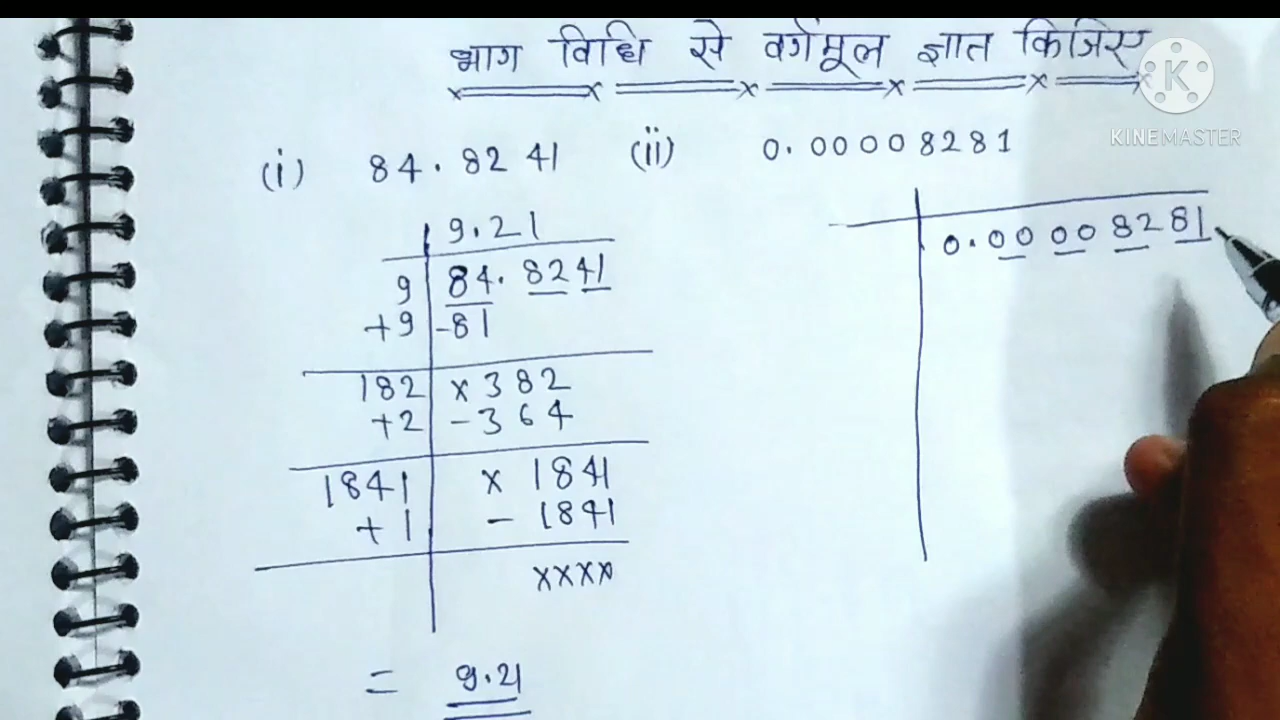 भाग विधि से वर्गमूल ज्ञात किजिए
K
KINEMASTER
(i) 84.8241 (ii) 0.00008281
9.21
9 84.8241
+9 -81
182 x 382
+2 -364
1841 x 1841
+1 - 1841
xxxx
= 9.21
0.00008281